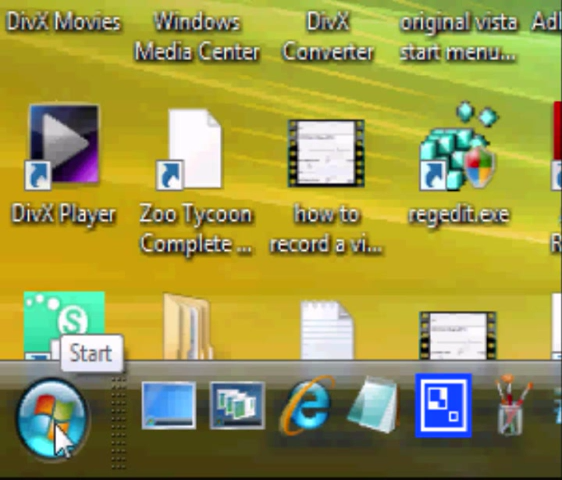 DivX Movies
Windows
Media Center
DivX
Converter
original vista
start menu...
DivX Player
Zoo Tycoon
Complete ...
how to
record a vi...
regedit.exe
S
Start